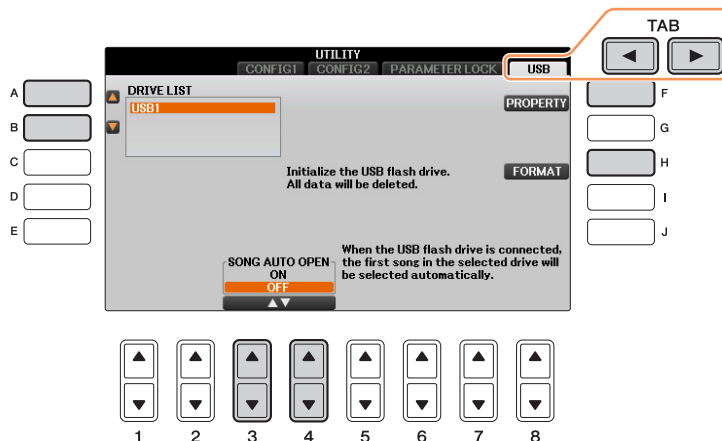 TAB
UTILITY
CONFIG1 CONFIG2 PARAMETER LOCK USB
DRIVE LIST
USB1
PROPERTY
Initialize the USB flash drive.
All data will be deleted.
FORMAT
SONG AUTO OPEN
ON
OFF
When the USB flash drive is connected,
the first song in the selected drive will
be selected automatically.
A
B
C
D
E
F
G
H
I
J
1 2 3 4 5 6 7 8